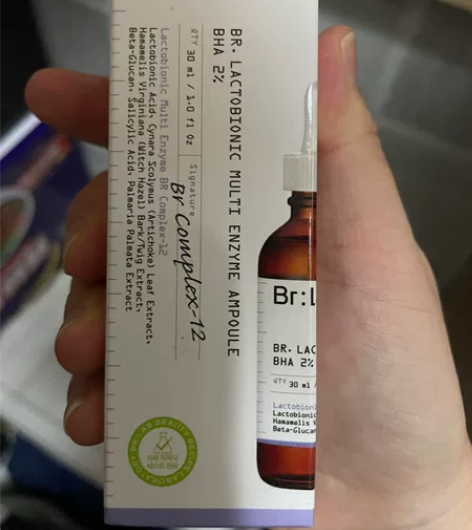 BR. LACTOBIONIC MULTI ENZYME AMPOULE
BHA 2%
QTY 30 ml / 1.0 fl Oz
Signature
Br complex-12
Lactobionic Multi Enzyme BR Complex-12
Lactobionic Acid, Cynara Scolymus (Artichoke) Leaf Extract,
Hamamelis Virginiana (Witch Hazel) Bark/Twig Extract,
Beta-Glucan, Salicylic Acid, Palmaria Palmata Extract
Br:L
BR. LAC
BHA 2%
QTY 30 ml /
Lactobion
Lactobionic
Hamamelis V
Beta-Glucan